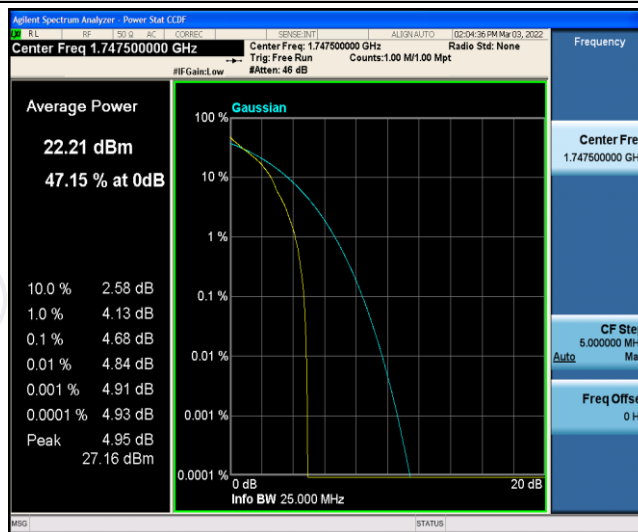 Agilent Spectrum Analyzer - Power Stat CCDF
RL RF 50 Ω AC CORREC SENSE:INT ALIGNAUTO 02:04:36 PM Mar 03, 2022
Center Freq 1.747500000 GHz
Center Freq: 1.747500000 GHz Radio Std: None
Trig: Free Run Counts:1.00 M/1.00 Mpt
#IFGain:Low #Atten: 46 dB
Frequency
Average Power
22.21 dBm
47.15 % at 0dB
10.0 % 2.58 dB
1.0 % 4.13 dB
0.1 % 4.68 dB
0.01 % 4.84 dB
0.001 % 4.91 dB
0.0001 % 4.93 dB
Peak 4.95 dB
27.16 dBm
Gaussian
100 %
10 %
1 %
0.1 %
0.01 %
0.001 %
0.0001 %
0 dB 20 dB
Info BW 25.000 MHz
Center Fre
1.747500000 GH
CF Ste
5.000000 MH
Auto Ma
Freq Offse
0 H
MSG STATUS